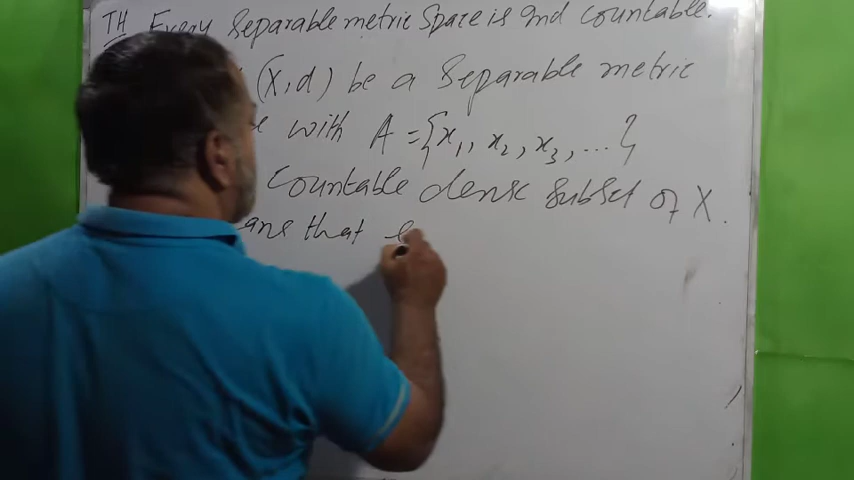 TH Every Separable metric Space is 2nd Countable.
(X, d) be a Separable metric
with A = {x₁, x₂, x₃, ... }
Countable dense subset of X.
that